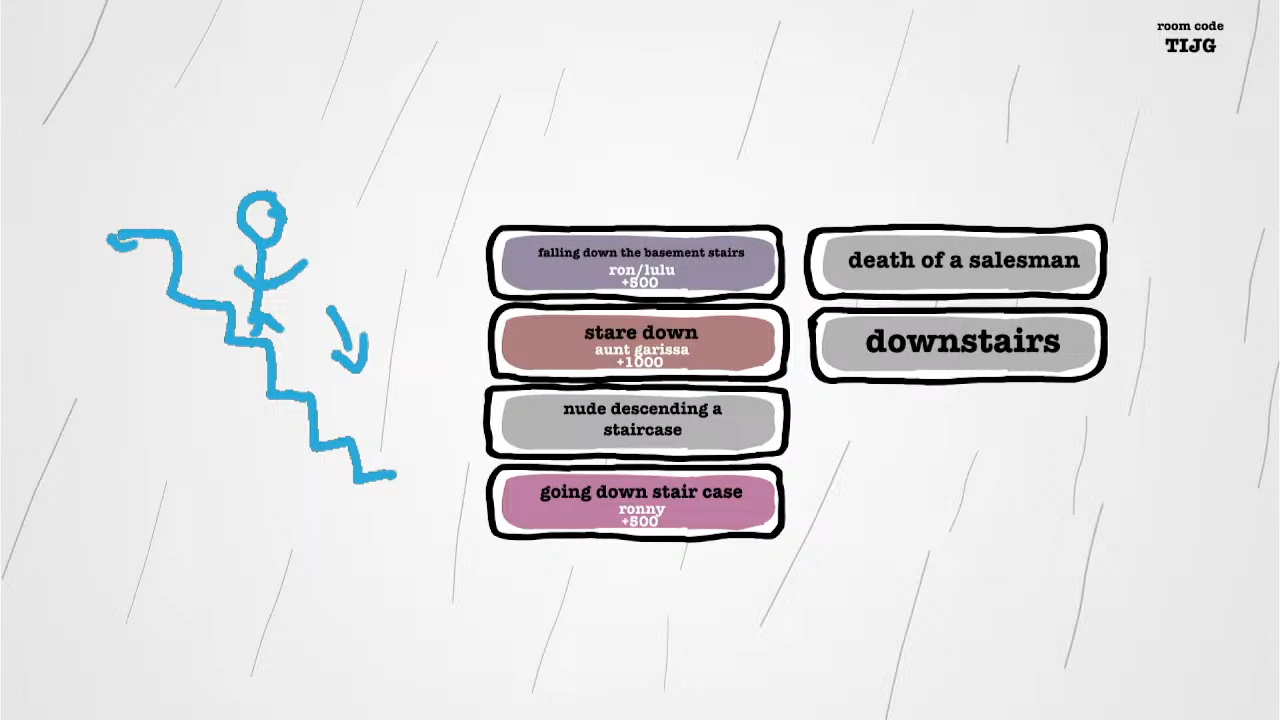 room code
TIJG
falling down the basement stairs
ron/lulu
+500
stare down
aunt garissa
+1000
nude descending a
staircase
going down stair case
ronny
+500
death of a salesman
downstairs